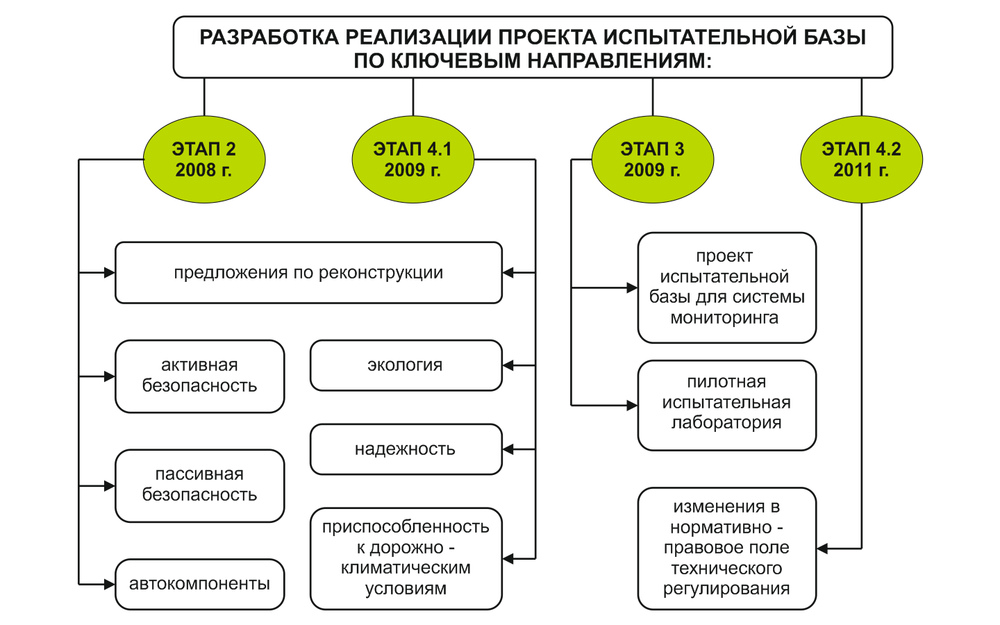 РАЗРАБОТКА РЕАЛИЗАЦИИ ПРОЕКТА ИСПЫТАТЕЛЬНОЙ БАЗЫ
ПО КЛЮЧЕВЫМ НАПРАВЛЕНИЯМ:
ЭТАП 2
2008 г.
ЭТАП 4.1
2009 г.
ЭТАП 3
2009 г.
ЭТАП 4.2
2011 г.
предложения по реконструкции
активная
безопасность
пассивная
безопасность
автокомпоненты
экология
надежность
приспособленность
к дорожно -
климатическим
условиям
проект
испытательной
базы для системы
мониторинга
пилотная
испытательная
лаборатория
изменения в
нормативно -
правовое поле
технического
регулирования